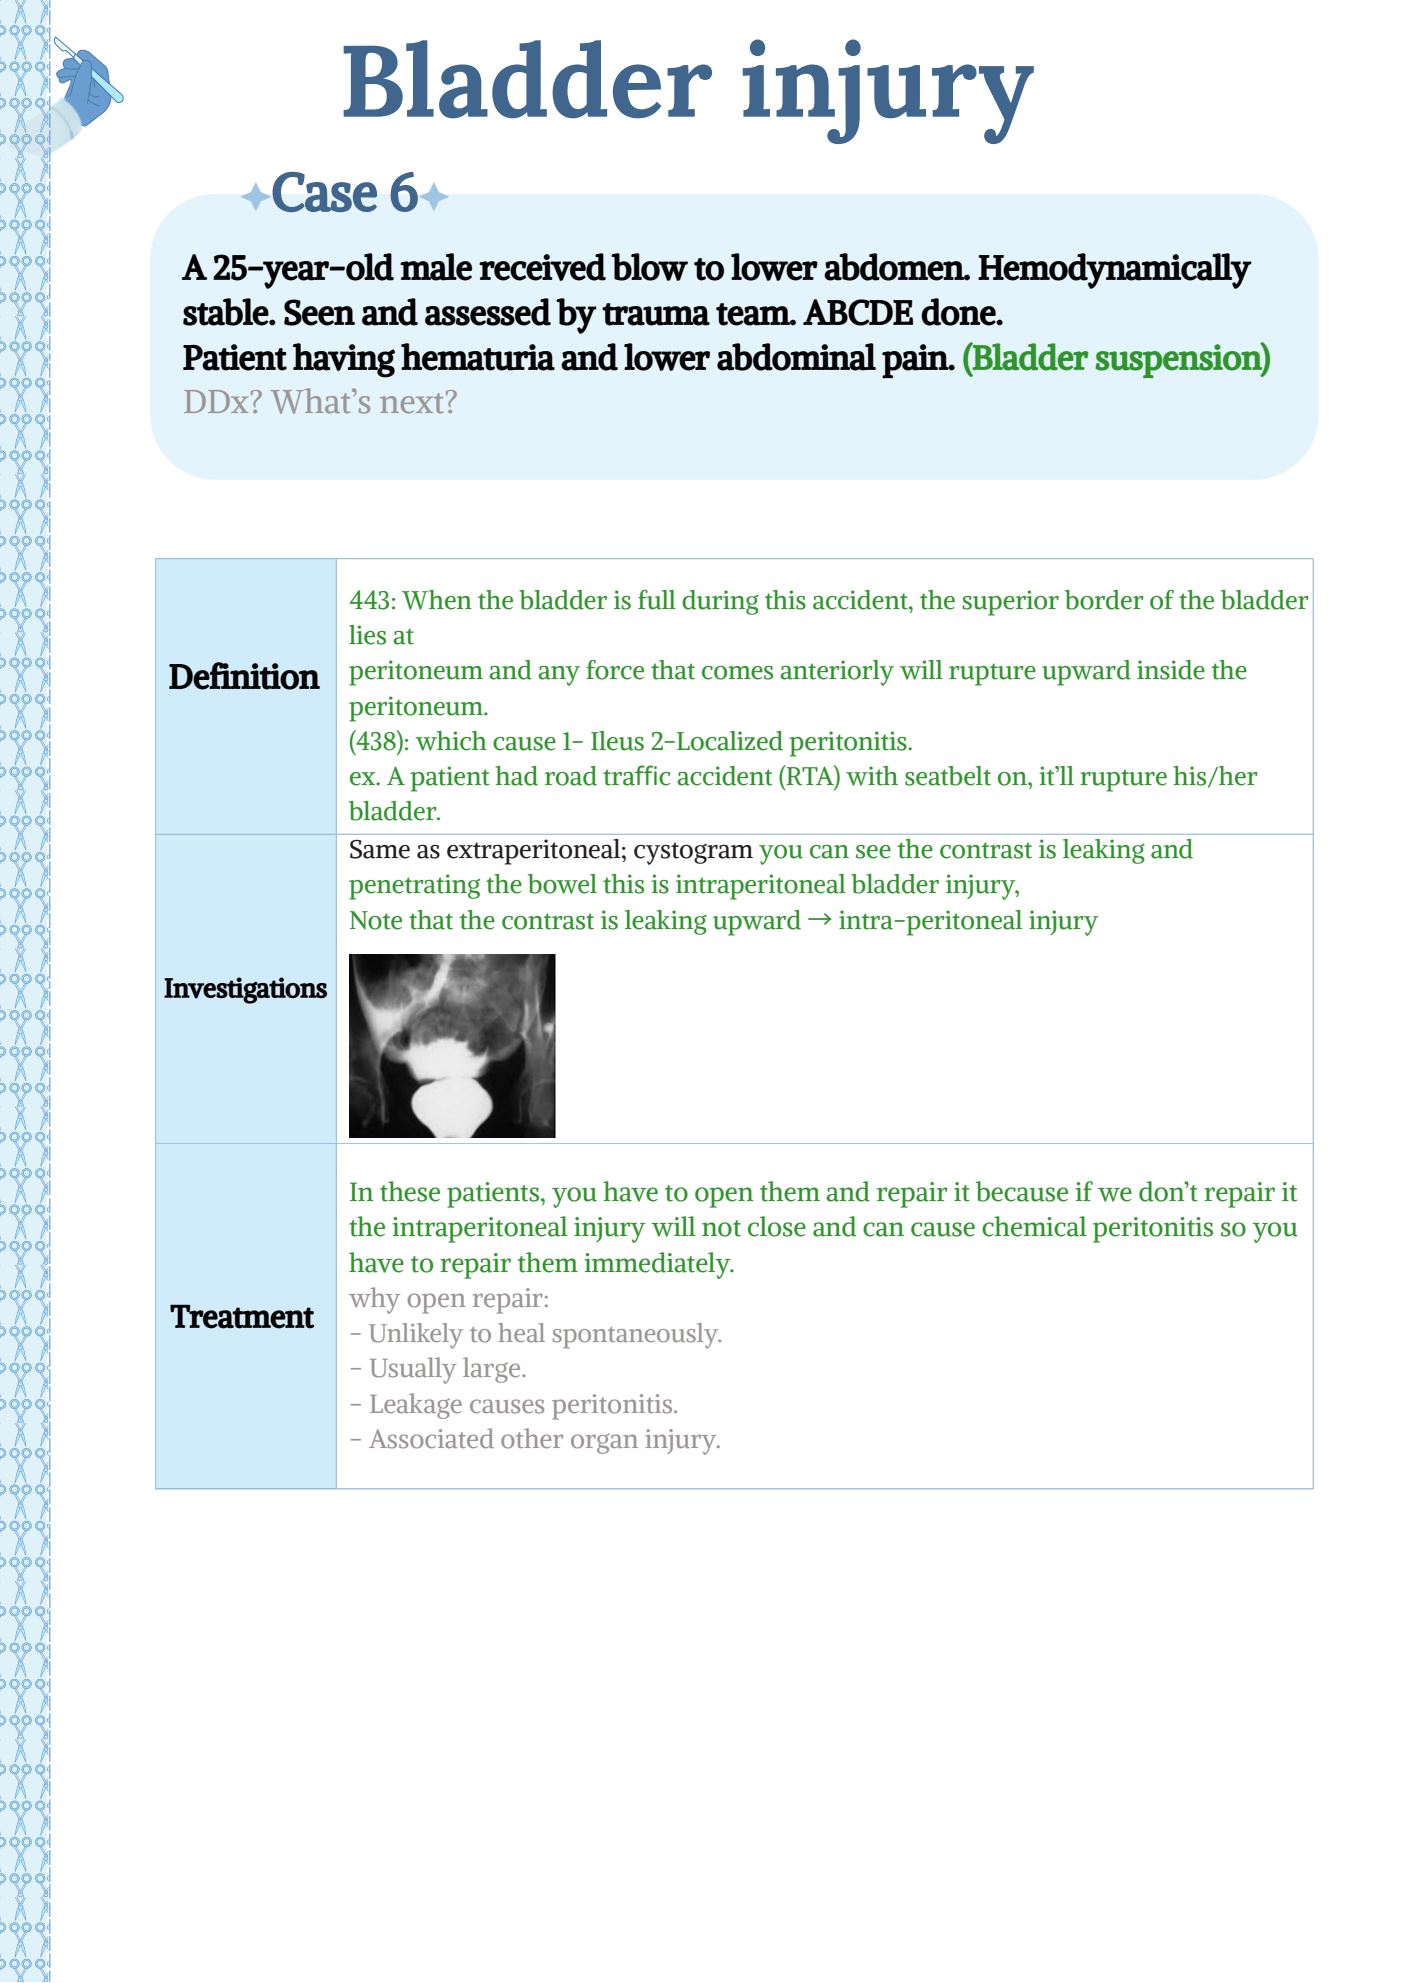 Bladder injury
Case 6
A 25-year-old male received blow to lower abdomen. Hemodynamically
stable. Seen and assessed by trauma team. ABCDE done.
Patient having hematuria and lower abdominal pain. (Bladder suspension)
DDx? What's next?
Definition
443: When the bladder is full during this accident, the superior border of the bladder
lies at
peritoneum and any force that comes anteriorly will rupture upward inside the
peritoneum.
(438): which cause 1- Ileus 2-Localized peritonitis.
ex. A patient had road traffic accident (RTA) with seatbelt on, it'll rupture his/her
bladder.
Investigations
Same as extraperitoneal; cystogram you can see the contrast is leaking and
penetrating the bowel this is intraperitoneal bladder injury,
Note that the contrast is leaking upward → intra-peritoneal injury
Treatment
In these patients, you have to open them and repair it because if we don't repair it
the intraperitoneal injury will not close and can cause chemical peritonitis so you
have to repair them immediately.
why open repair:
- Unlikely to heal spontaneously.
- Usually large.
- Leakage causes peritonitis.
- Associated other organ injury.